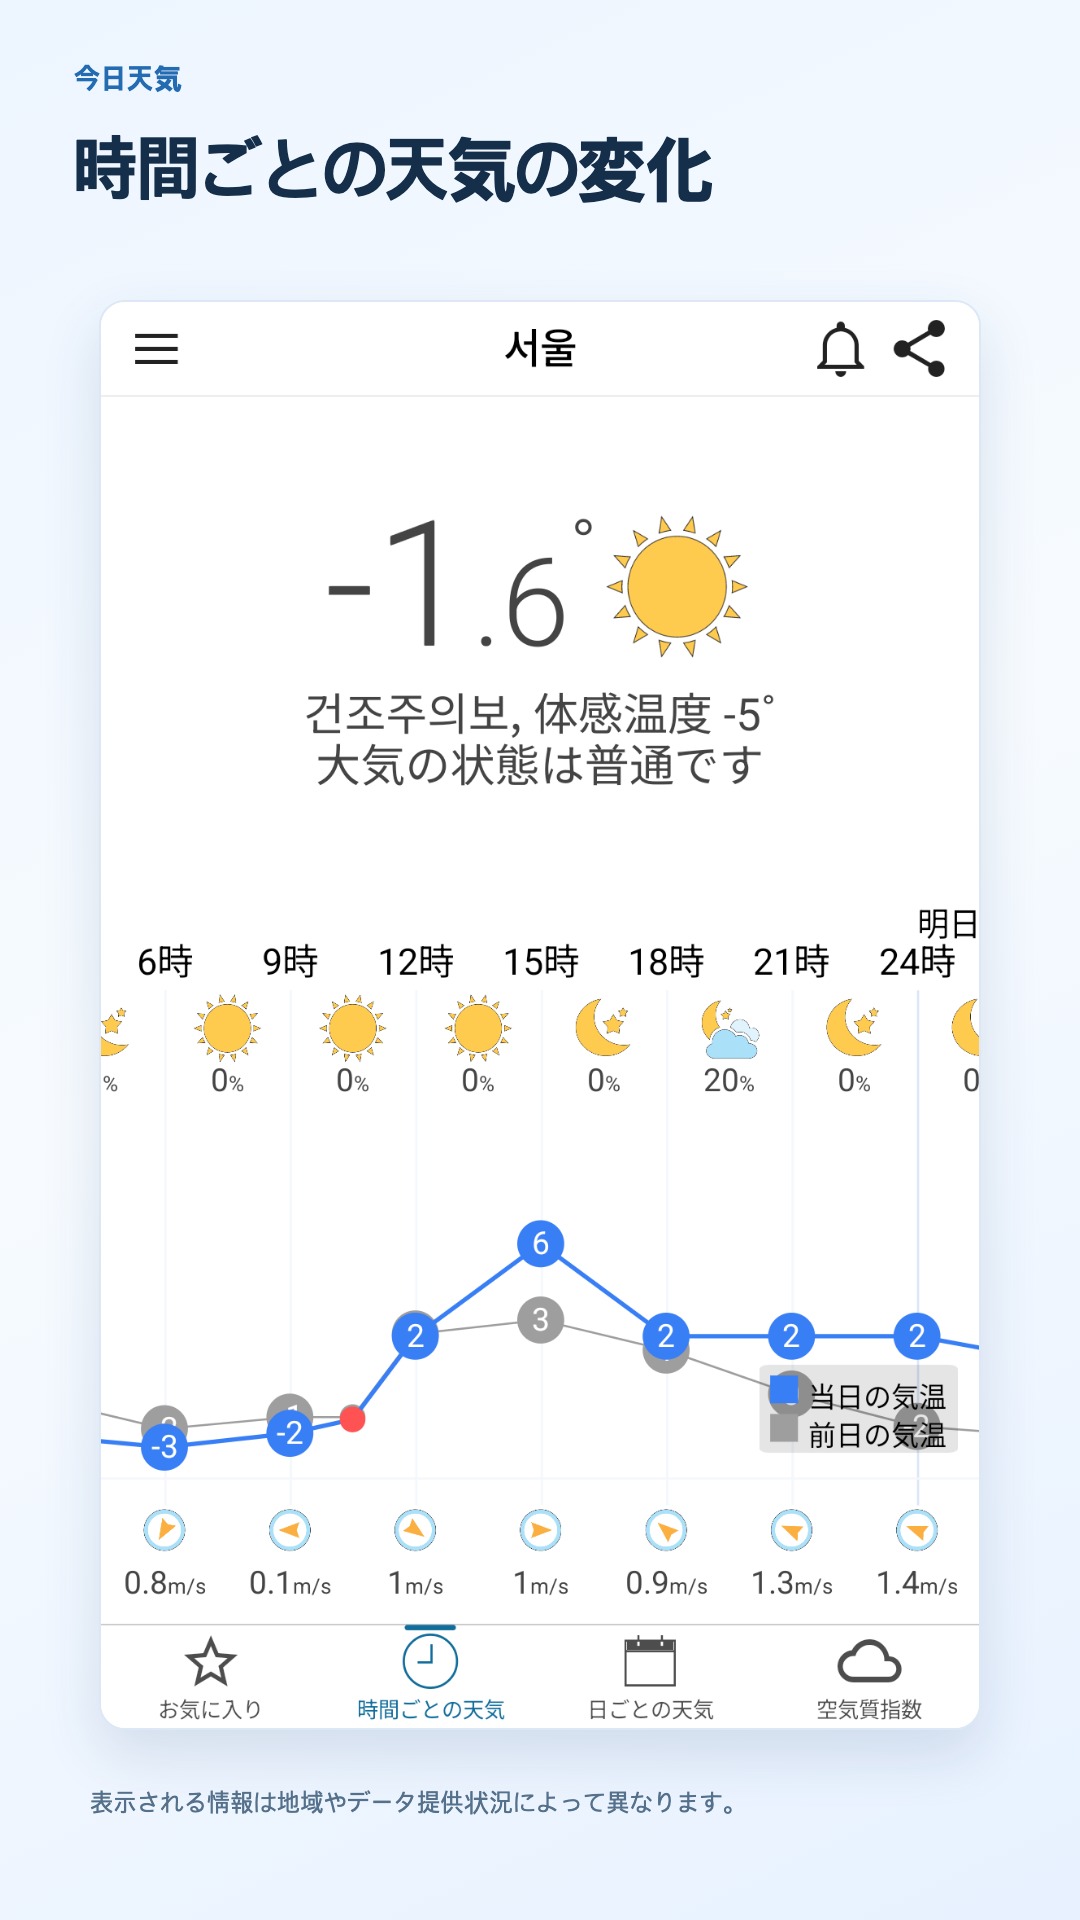 今日天気
時間ごとの天気の変化
서울
-1.6°
건조주의보, 体感温度 -5˚
大気の状態は普通です
明日
6時 9時 12時 15時 18時 21時 24時
% 0% 0% 0% 0% 20% 0% 0
6
3
2 2 2 2
-3 -2
当日の気温
前日の気温
0.8m/s 0.1m/s 1m/s 1m/s 0.9m/s 1.3m/s 1.4m/s
お気に入り 時間ごとの天気 日ごとの天気 空気質指数
表示される情報は地域やデータ提供状況によって異なります。